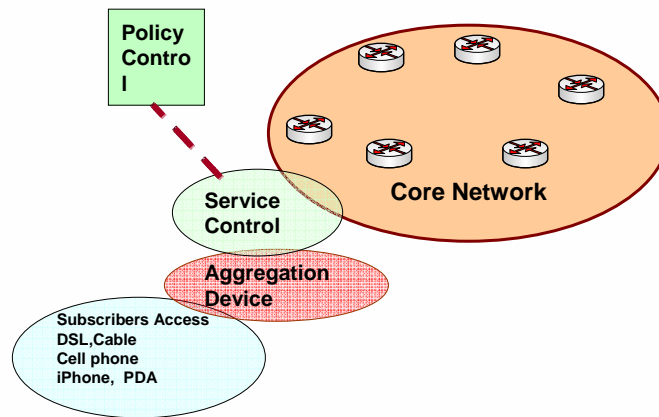 Policy
Contro
l
Core Network
Service
Control
Aggregation
Device
Subscribers Access
DSL,Cable
Cell phone
iPhone, PDA